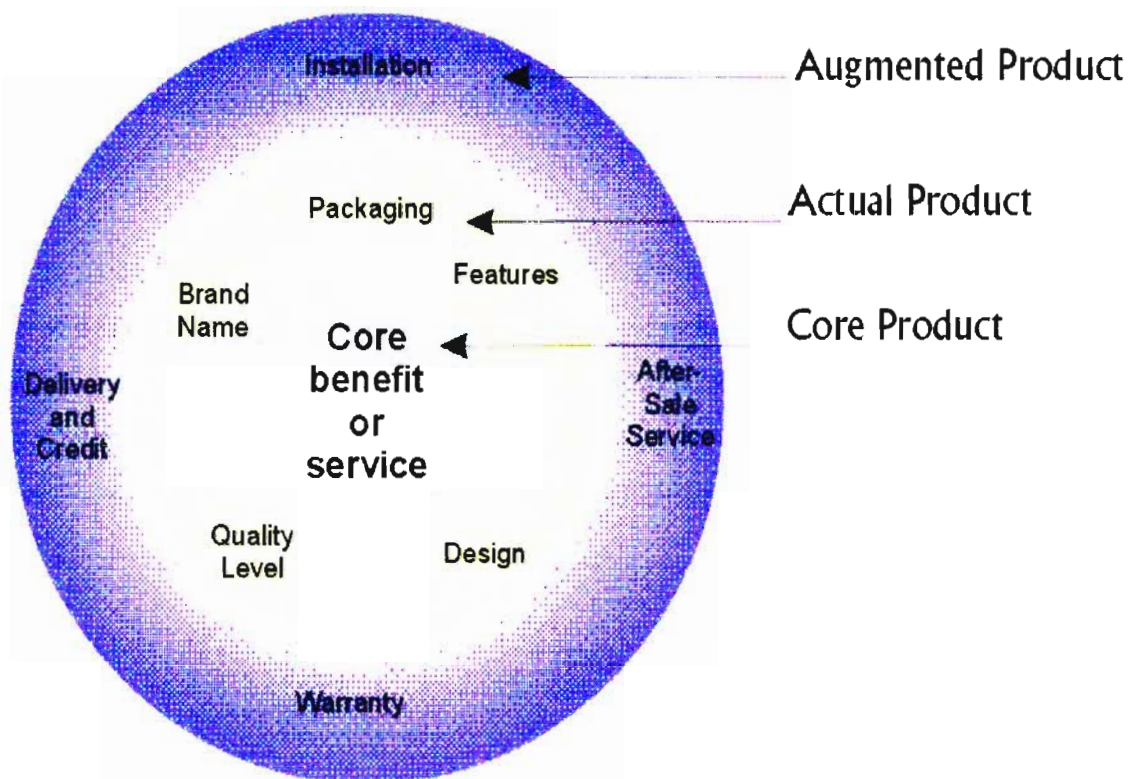 Installation
Augmented Product
Packaging
Actual Product
Features
Brand
Name
Core Product
Core
benefit
or
service
Delivery
and
Credit
After-
Sale
Service
Quality
Level
Design
Warranty